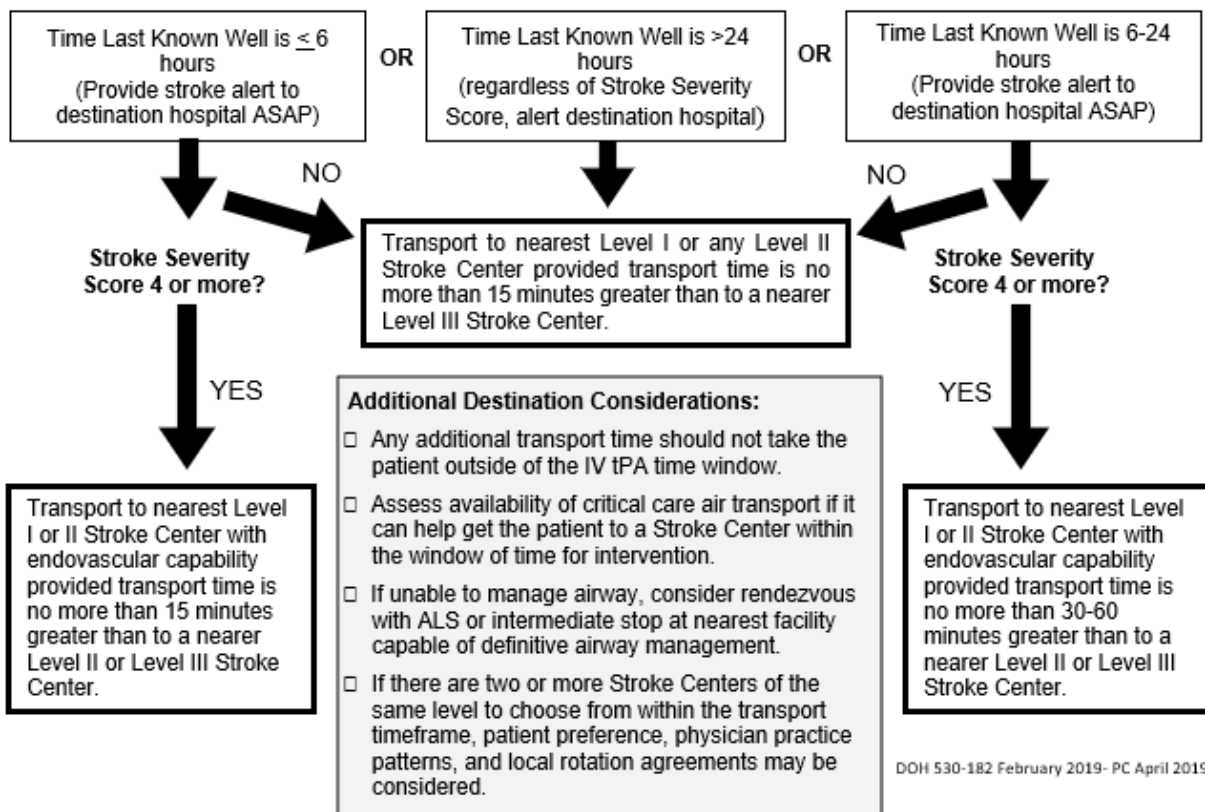 Time Last Known Well is ≤ 6
hours
(Provide stroke alert to
destination hospital ASAP)
OR
Time Last Known Well is >24
hours
(regardless of Stroke Severity
Score, alert destination hospital)
OR
Time Last Known Well is 6-24
hours
(Provide stroke alert to
destination hospital ASAP)
NO
NO
Stroke Severity
Score 4 or more?
Transport to nearest Level I or any Level II
Stroke Center provided transport time is no
more than 15 minutes greater than to a nearer
Level III Stroke Center.
Stroke Severity
Score 4 or more?
YES
YES
Transport to nearest Level
I or II Stroke Center with
endovascular capability
provided transport time is
no more than 15 minutes
greater than to a nearer
Level II or Level III Stroke
Center.
Additional Destination Considerations:
□ Any additional transport time should not take the
patient outside of the IV tPA time window.
□ Assess availability of critical care air transport if it
can help get the patient to a Stroke Center within
the window of time for intervention.
□ If unable to manage airway, consider rendezvous
with ALS or intermediate stop at nearest facility
capable of definitive airway management.
□ If there are two or more Stroke Centers of the
same level to choose from within the transport
timeframe, patient preference, physician practice
patterns, and local rotation agreements may be
considered.
Transport to nearest Level
I or II Stroke Center with
endovascular capability
provided transport time is
no more than 30-60
minutes greater than to a
nearer Level II or Level III
Stroke Center.
DOH 530-182 February 2019- PC April 2019